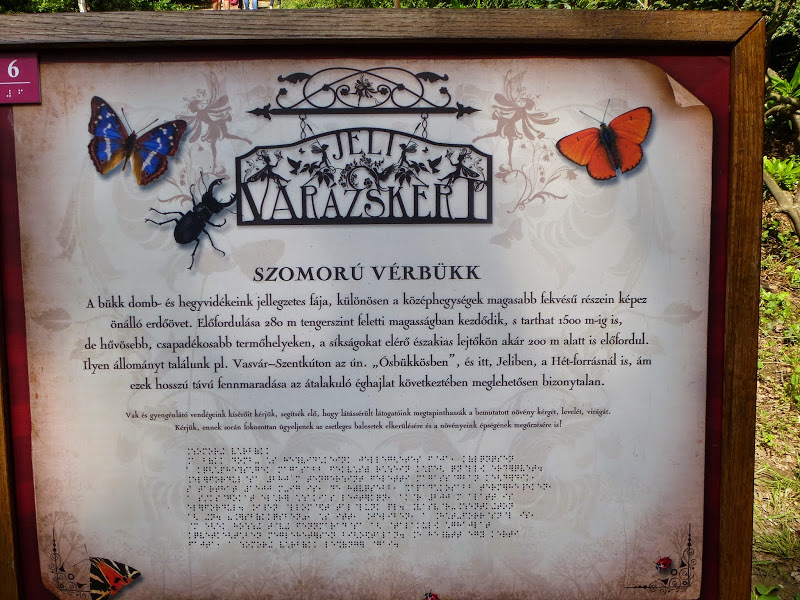 6
JELI
VARÁZSKERT
SZOMORÚ VÉRBÜKK
A bükk domb- és hegyvidékeink jellegzetes fája, különösen a középhegységek magasabb fekvésű részein képez
önálló erdőövet. Előfordulása 280 m tengerszint feletti magasságban kezdődik, s tarthat 1500 m-ig is,
de hűvösebb, csapadékosabb termőhelyeken, a síkságokat elérő északias lejtőkön akár 200 m alatt is előfordul.
Ilyen állományt találunk pl. Vasvár–Szentkúton az ún. „Ősbükkösben", és itt, Jeliben, a Hét-forrásnál is, ám
ezek hosszú távú fennmaradása az átalakuló éghajlat következtében meglehetősen bizonytalan.
Vak és gyengénlátó vendégeink kísérőit kérjük, segítsék elő, hogy látássérült látogatóink megtapinthassák a bemutatott növény kérgét, levelét, virágát.
Kérjük, ennek során fokozottan ügyeljenek az esetleges balesetek elkerülésére és a növényeink épségének megőrzésére is!